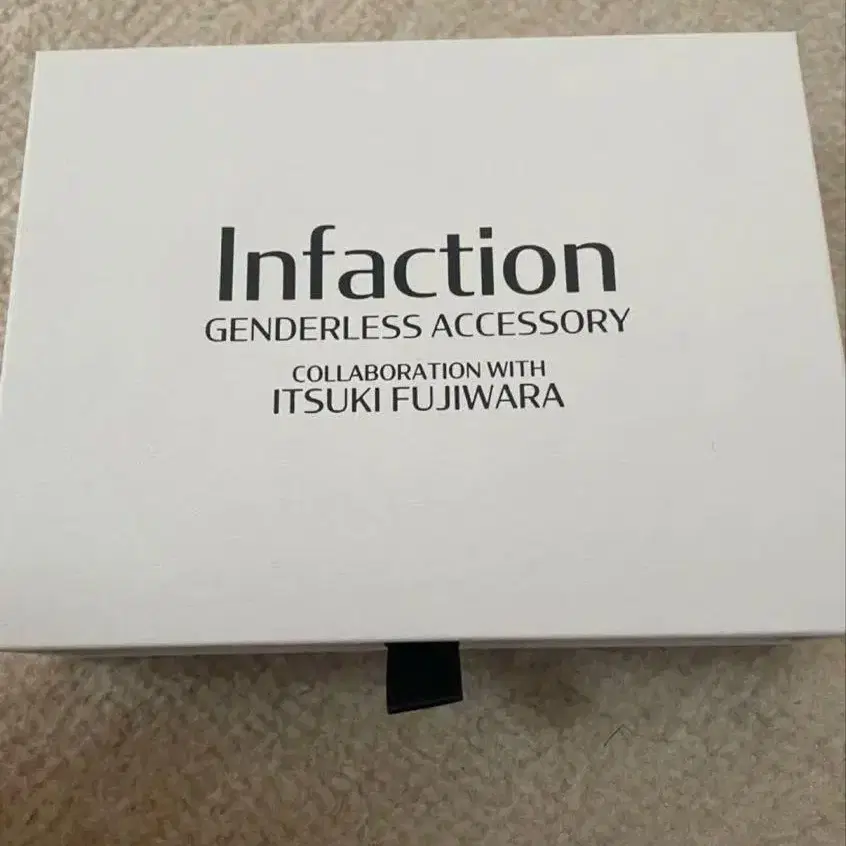 Infaction
GENDERLESS ACCESSORY
COLLABORATION WITH
ITSUKI FUJIWARA